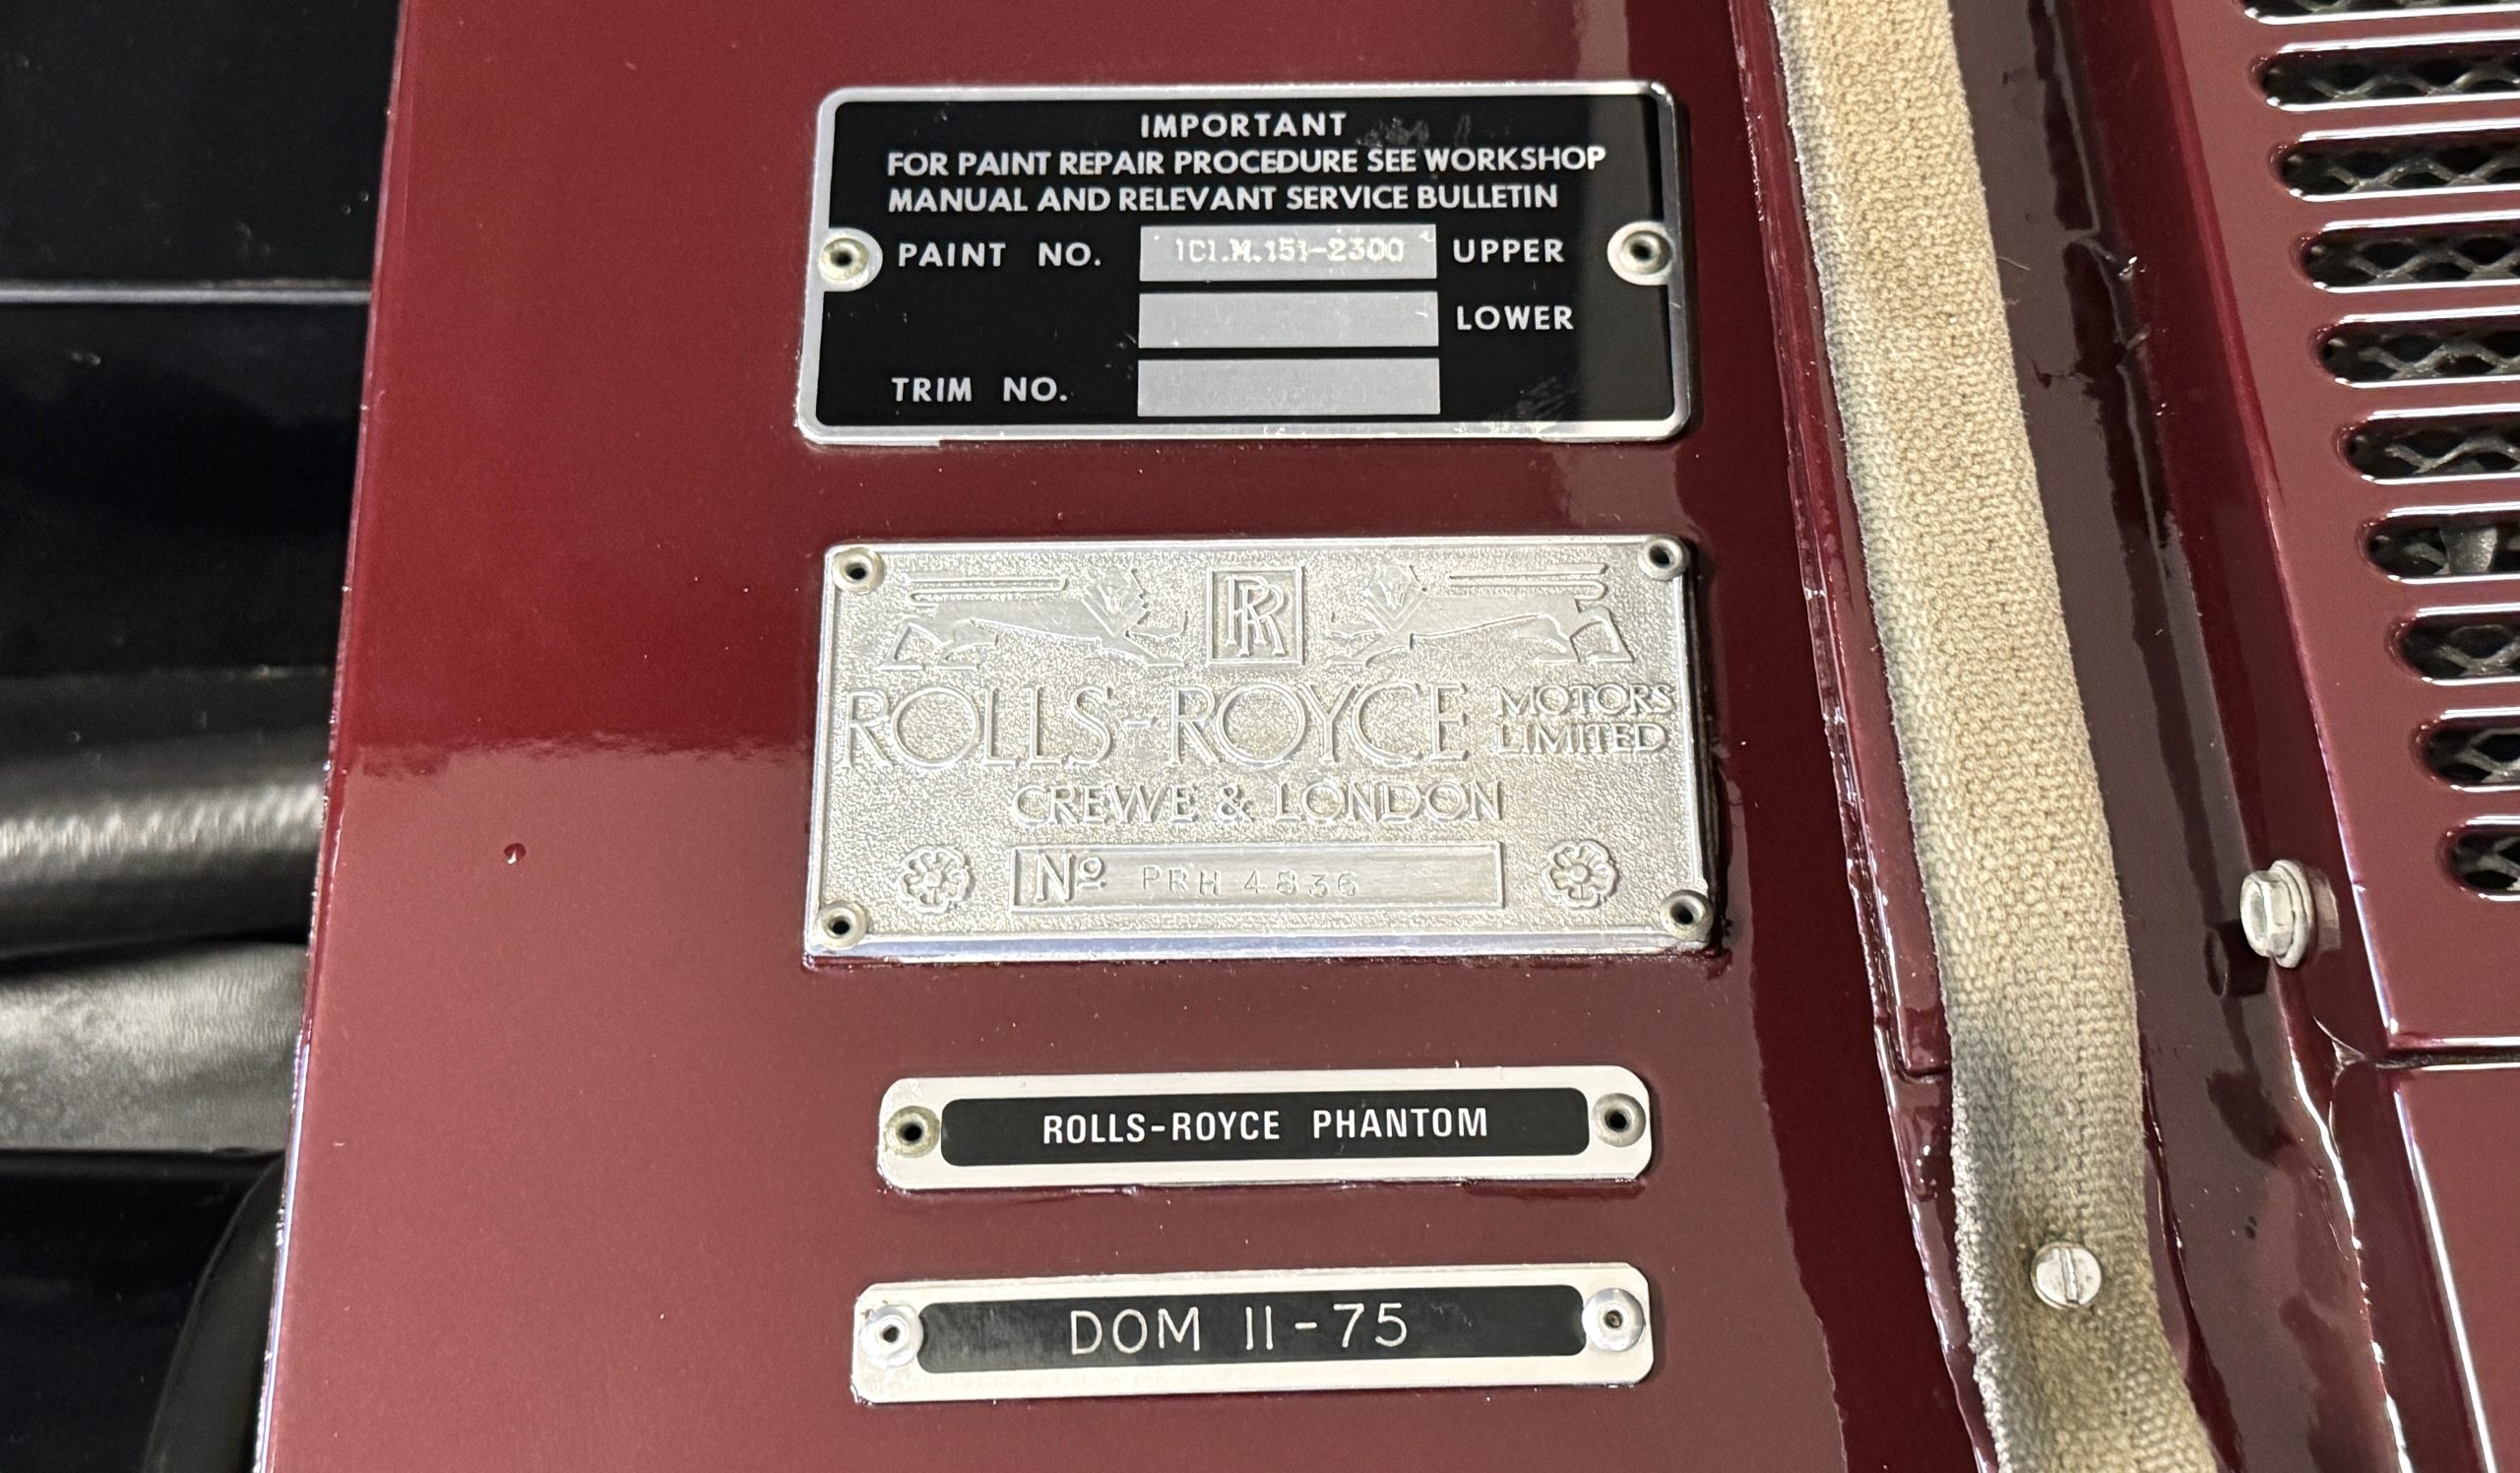 IMPORTANT
FOR PAINT REPAIR PROCEDURE SEE WORKSHOP
MANUAL AND RELEVANT SERVICE BULLETIN
PAINT NO. ICI.M.151-2300 UPPER
LOWER
TRIM NO.
RR
ROLLS-ROYCE MOTORS LIMITED
CREWE & LONDON
Nº PRH 4836
ROLLS-ROYCE PHANTOM
DOM 11-75